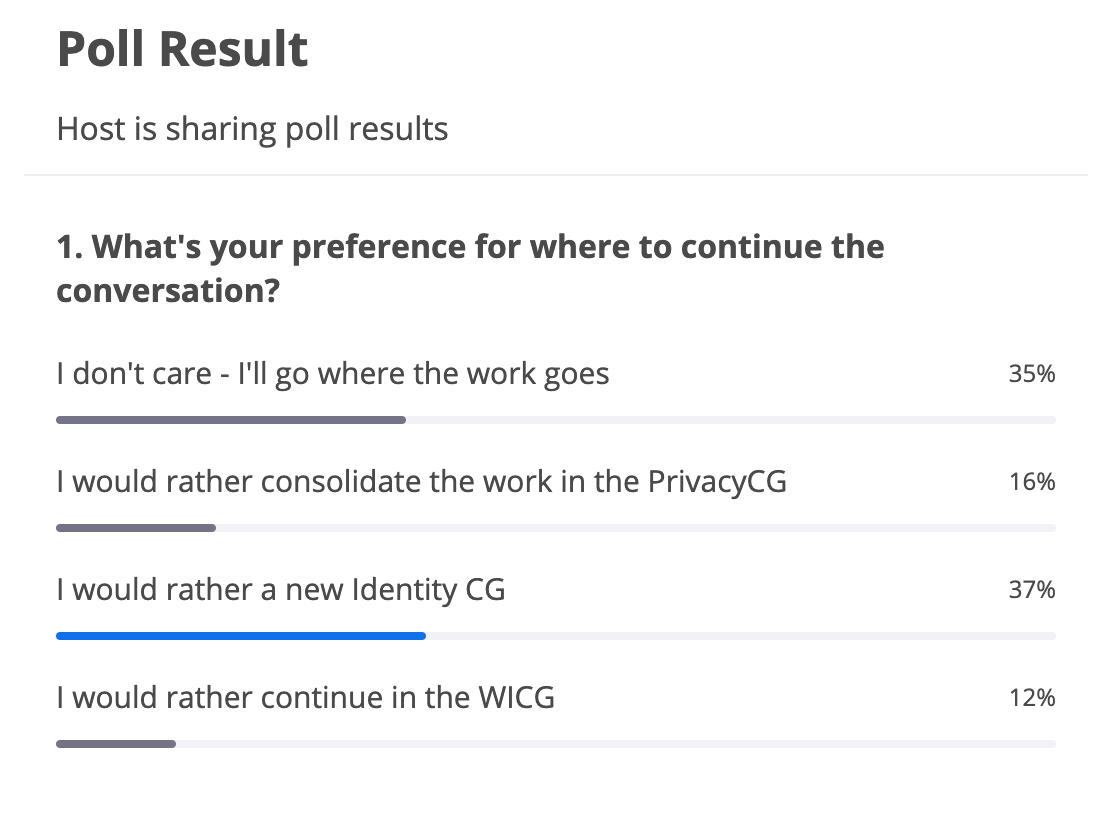 Poll Result
Host is sharing poll results
1. What's your preference for where to continue the
conversation?
I don't care - I'll go where the work goes 35%
I would rather consolidate the work in the PrivacyCG 16%
I would rather a new Identity CG 37%
I would rather continue in the WICG 12%